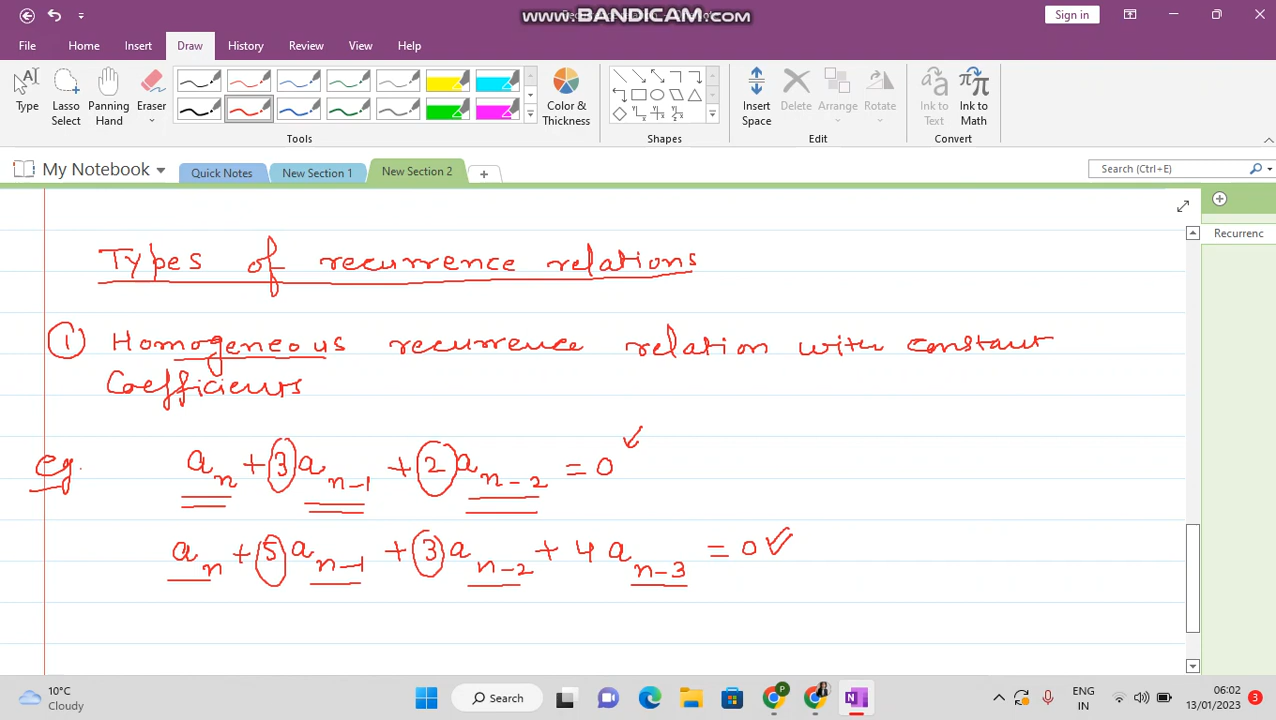 www.BANDICAM.com
Sign in
File Home Insert Draw History Review View Help
Type Lasso Select Panning Hand Eraser Color & Thickness Insert Space Delete Arrange Rotate Ink to Text Ink to Math
Tools Shapes Edit Convert
My Notebook Quick Notes New Section 1 New Section 2 + Search (Ctrl+E)
Recurrenc
Types of recurrence relations
① Homogeneous recurrence relation with constant
Coefficients
eg. aₙ + 3aₙ₋₁ + 2aₙ₋₂ = 0 ✓
aₙ + 5aₙ₋₁ + 3aₙ₋₂ + 4aₙ₋₃ = 0 ✓
10°C
Cloudy
Search
ENG
IN
06:02
13/01/2023
3